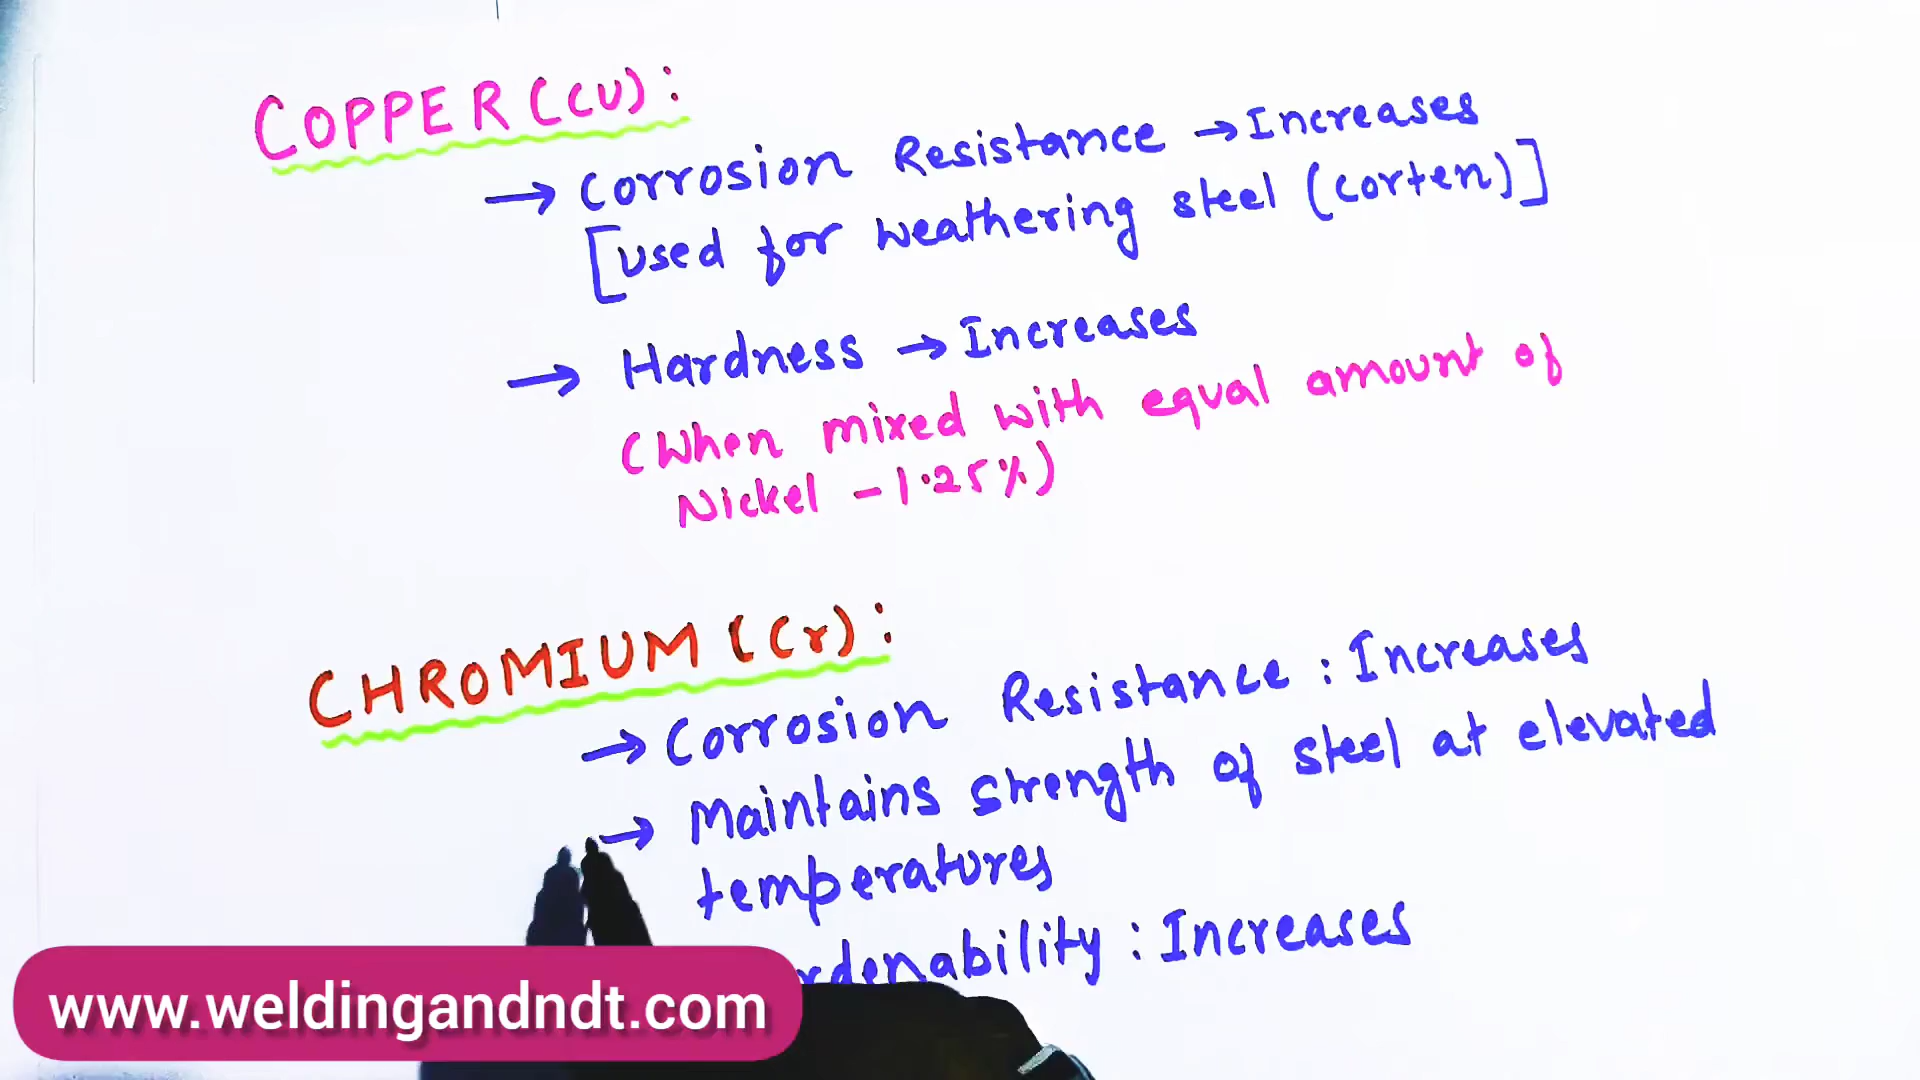 COPPER (CU):
→ Corrosion Resistance → Increases
[used for weathering steel (corten)]
→ Hardness → Increases
(When mixed with equal amount of
Nickel - 1.25%)
CHROMIUM (Cr):
→ Corrosion Resistance : Increases
→ Maintains strength of steel at elevated
temperatures
rdenability : Increases
www.weldingandndt.com